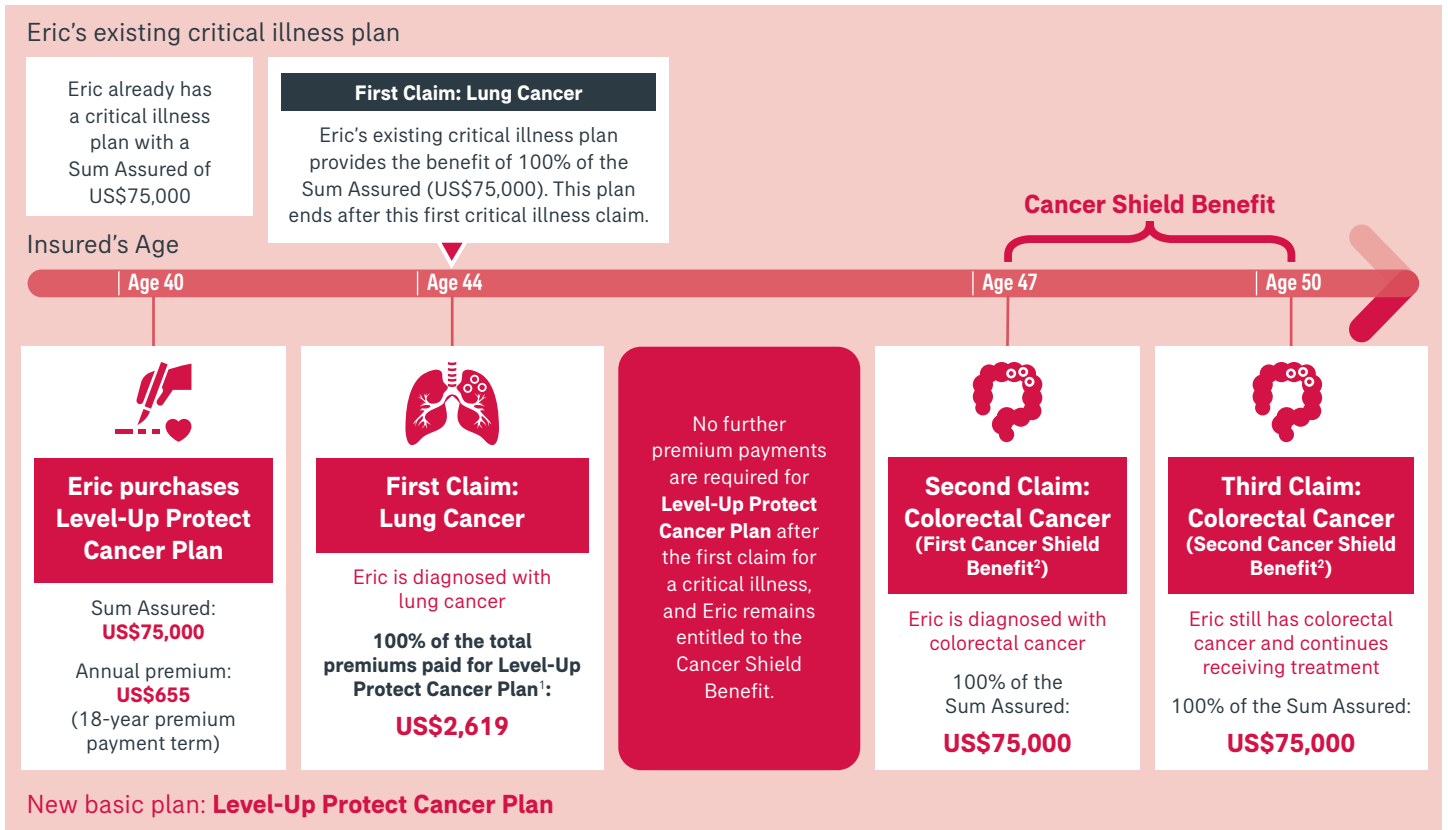 Eric’s existing critical illness plan
Eric already has
a critical illness
plan with a
Sum Assured of
US$75,000
First Claim: Lung Cancer
Eric’s existing critical illness plan
provides the benefit of 100% of the
Sum Assured (US$75,000). This plan
ends after this first critical illness claim.
Cancer Shield Benefit
Insured’s Age
Age 40
Age 44
Age 47
Age 50
Eric purchases
Level-Up Protect
Cancer Plan
Sum Assured:
US$75,000
Annual premium:
US$655
(18-year premium
payment term)
First Claim:
Lung Cancer
Eric is diagnosed with
lung cancer
100% of the total
premiums paid for Level-Up
Protect Cancer Plan¹:
US$2,619
No further
premium payments
are required for
Level-Up Protect
Cancer Plan after
the first claim for
a critical illness,
and Eric remains
entitled to the
Cancer Shield
Benefit.
Second Claim:
Colorectal Cancer
(First Cancer Shield
Benefit²)
Eric is diagnosed with
colorectal cancer
100% of the
Sum Assured:
US$75,000
Third Claim:
Colorectal Cancer
(Second Cancer Shield
Benefit²)
Eric still has colorectal
cancer and continues
receiving treatment
100% of the Sum Assured:
US$75,000
New basic plan: Level-Up Protect Cancer Plan